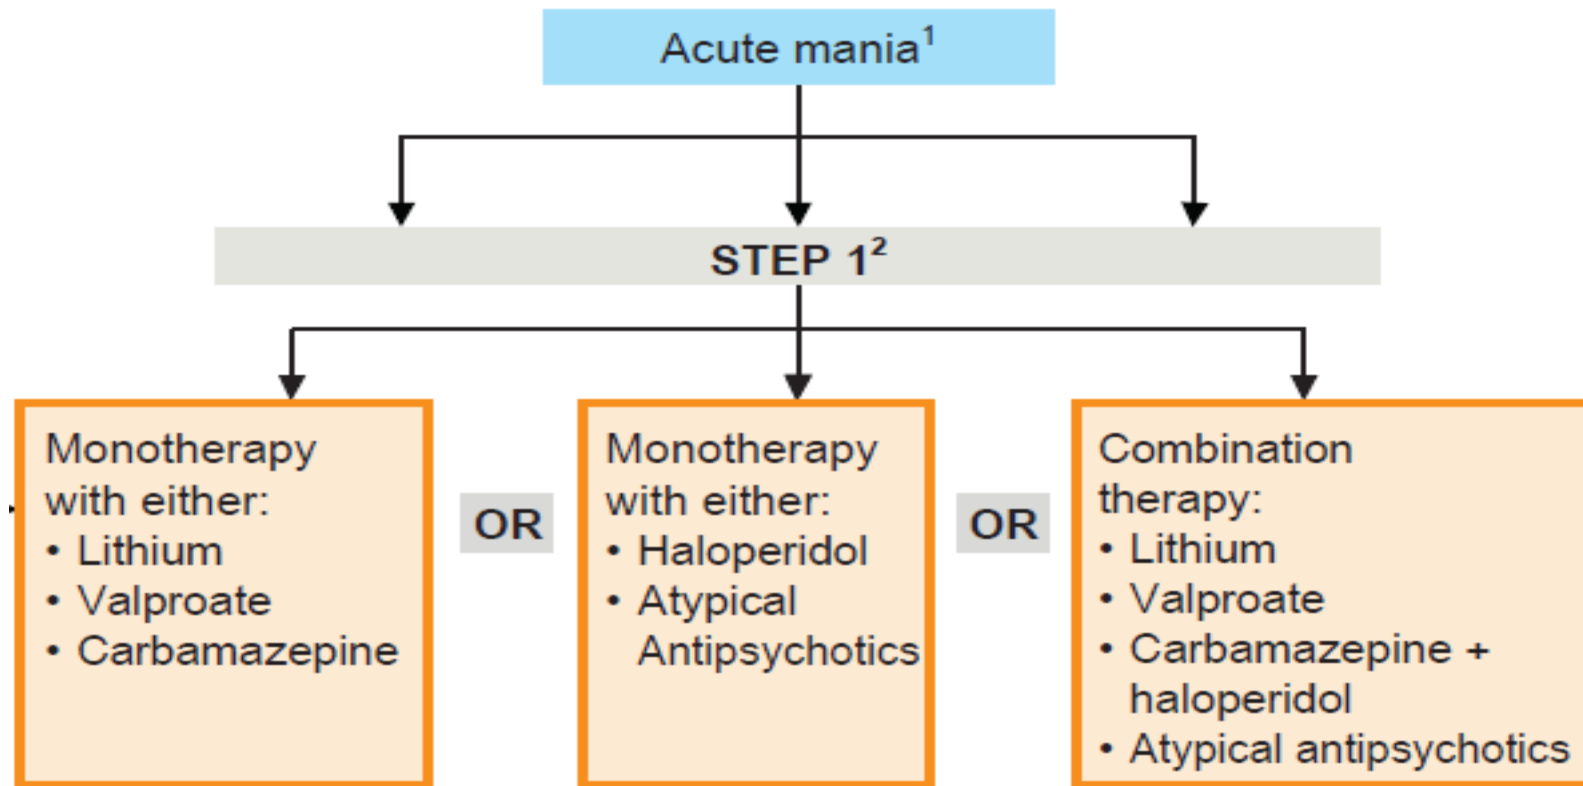 Acute mania¹
STEP 1²
Monotherapy
with either:
• Lithium
• Valproate
• Carbamazepine
OR
Monotherapy
with either:
• Haloperidol
• Atypical
Antipsychotics
OR
Combination
therapy:
• Lithium
• Valproate
• Carbamazepine +
haloperidol
• Atypical antipsychotics